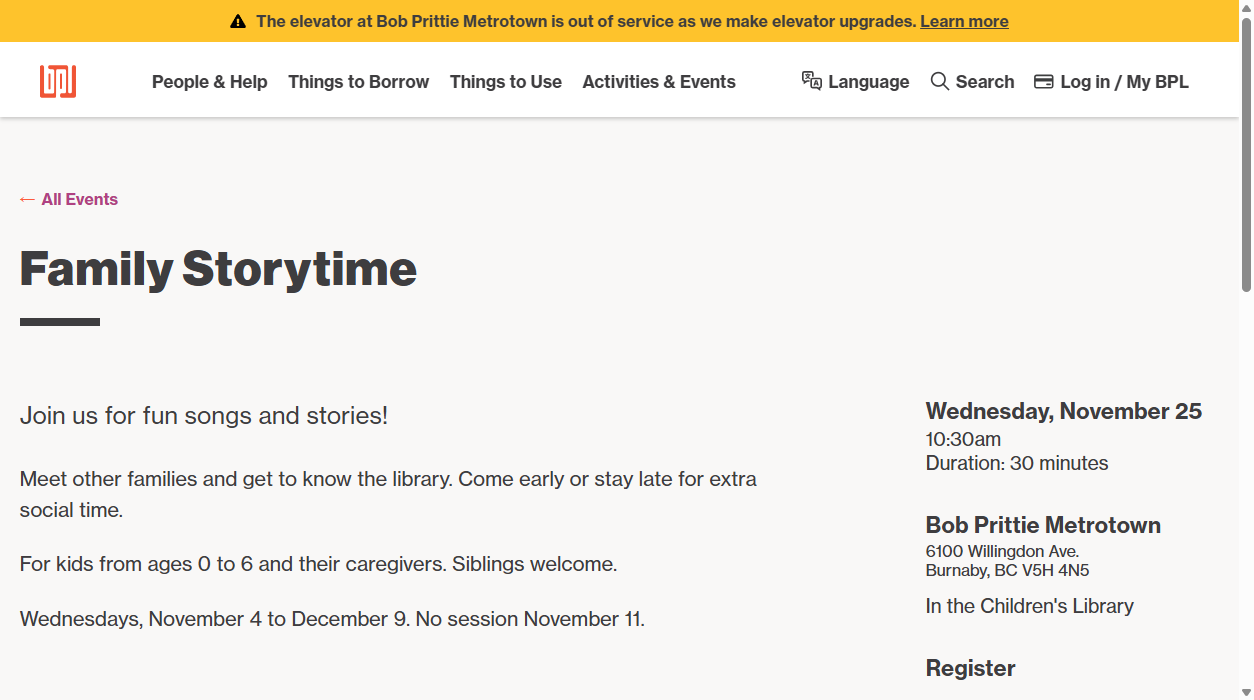 The elevator at Bob Prittie Metrotown is out of service as we make elevator upgrades. Learn more
People & Help Things to Borrow Things to Use Activities & Events Language Search Log in / My BPL
← All Events
Family Storytime
Join us for fun songs and stories!
Meet other families and get to know the library. Come early or stay late for extra
social time.
For kids from ages 0 to 6 and their caregivers. Siblings welcome.
Wednesdays, November 4 to December 9. No session November 11.
Wednesday, November 25
10:30am
Duration: 30 minutes
Bob Prittie Metrotown
6100 Willingdon Ave.
Burnaby, BC V5H 4N5
In the Children's Library
Register